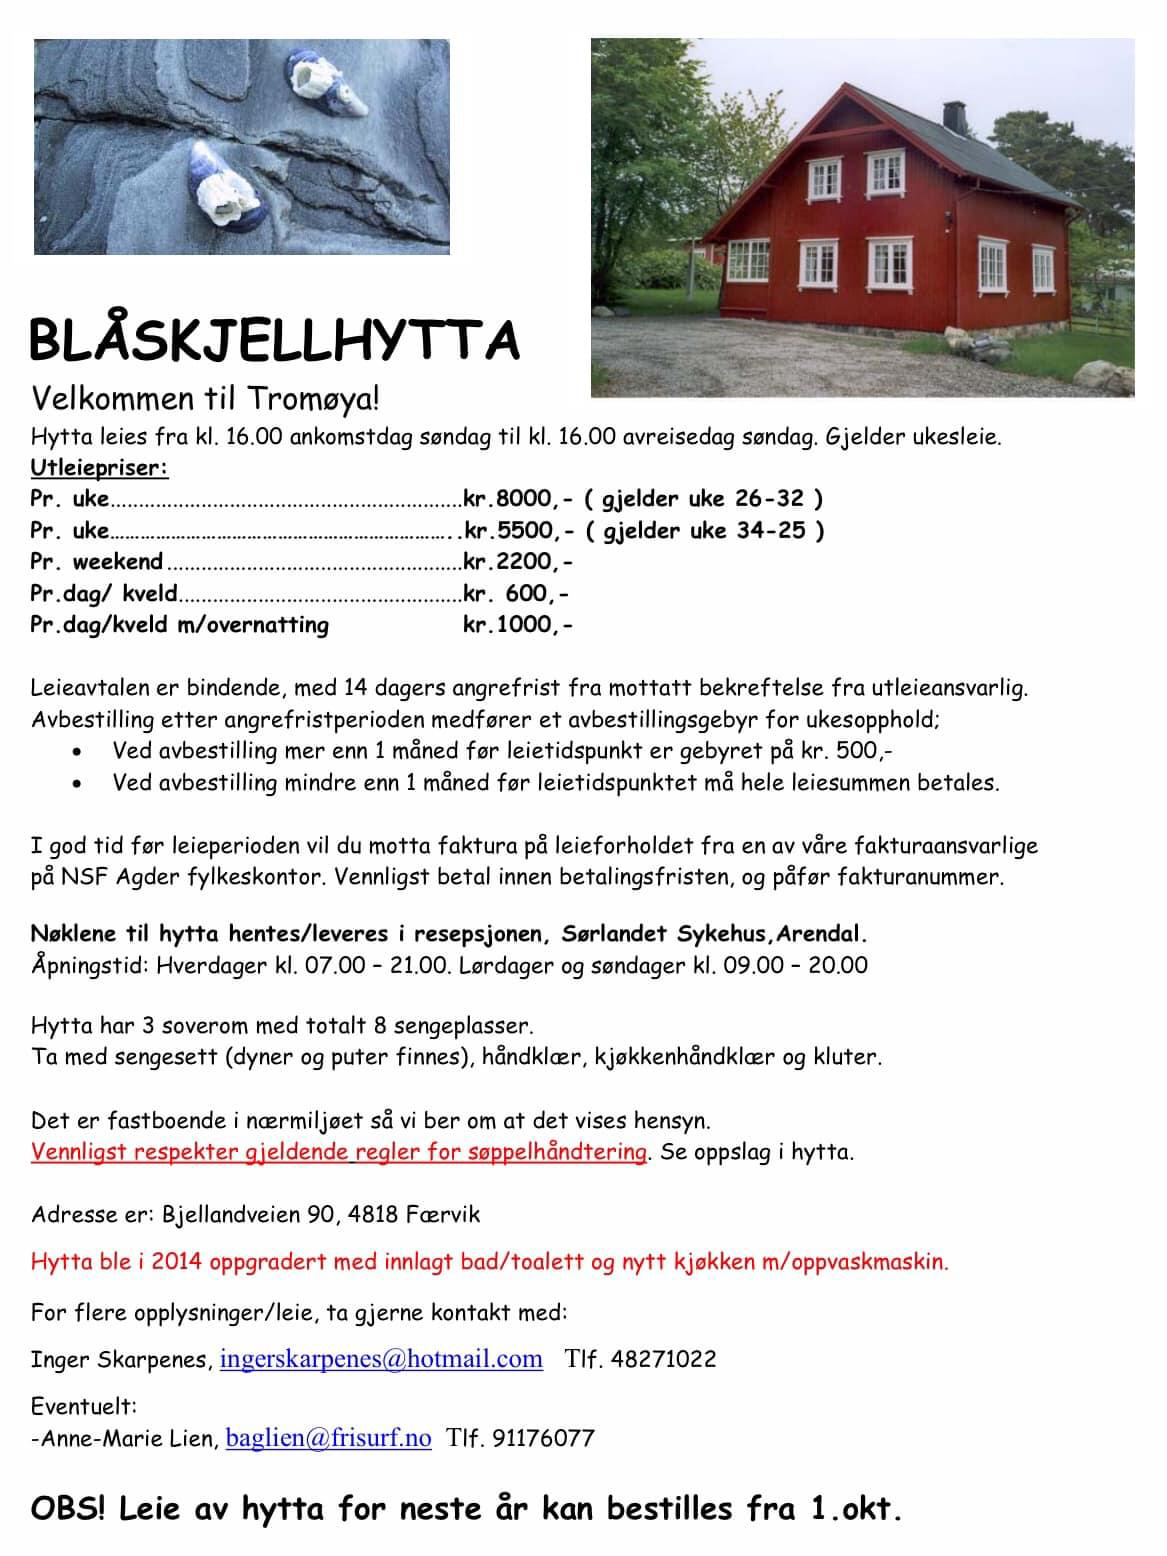 BLÅSKJELLHYTTA
Velkommen til Tromøya!
Hytta leies fra kl. 16.00 ankomstdag søndag til kl. 16.00 avreisedag søndag. Gjelder ukesleie.
Utleiepriser:
Pr. uke..............................................................kr.8000,- ( gjelder uke 26-32 )
Pr. uke……………………………………………………………..kr.5500,- ( gjelder uke 34-25 )
Pr. weekend....................................................kr.2200,-
Pr.dag/ kveld..................................................kr. 600,-
Pr.dag/kveld m/overnatting kr.1000,-
Leieavtalen er bindende, med 14 dagers angrefrist fra mottatt bekreftelse fra utleieansvarlig.
Avbestilling etter angrefristperioden medfører et avbestillingsgebyr for ukesopphold;
• Ved avbestilling mer enn 1 måned før leietidspunkt er gebyret på kr. 500,-
• Ved avbestilling mindre enn 1 måned før leietidspunktet må hele leiesummen betales.
I god tid før leieperioden vil du motta faktura på leieforholdet fra en av våre fakturaansvarlige
på NSF Agder fylkeskontor. Vennligst betal innen betalingsfristen, og påfør fakturanummer.
Nøklene til hytta hentes/leveres i resepsjonen, Sørlandet Sykehus,Arendal.
Åpningstid: Hverdager kl. 07.00 – 21.00. Lørdager og søndager kl. 09.00 – 20.00
Hytta har 3 soverom med totalt 8 sengeplasser.
Ta med sengesett (dyner og puter finnes), håndklær, kjøkkenhåndklær og kluter.
Det er fastboende i nærmiljøet så vi ber om at det vises hensyn.
Vennligst respekter gjeldende regler for søppelhåndtering. Se oppslag i hytta.
Adresse er: Bjellandveien 90, 4818 Færvik
Hytta ble i 2014 oppgradert med innlagt bad/toalett og nytt kjøkken m/oppvaskmaskin.
For flere opplysninger/leie, ta gjerne kontakt med:
Inger Skarpenes, ingerskarpenes@hotmail.com Tlf. 48271022
Eventuelt:
-Anne-Marie Lien, baglien@frisurf.no Tlf. 91176077
OBS! Leie av hytta for neste år kan bestilles fra 1.okt.